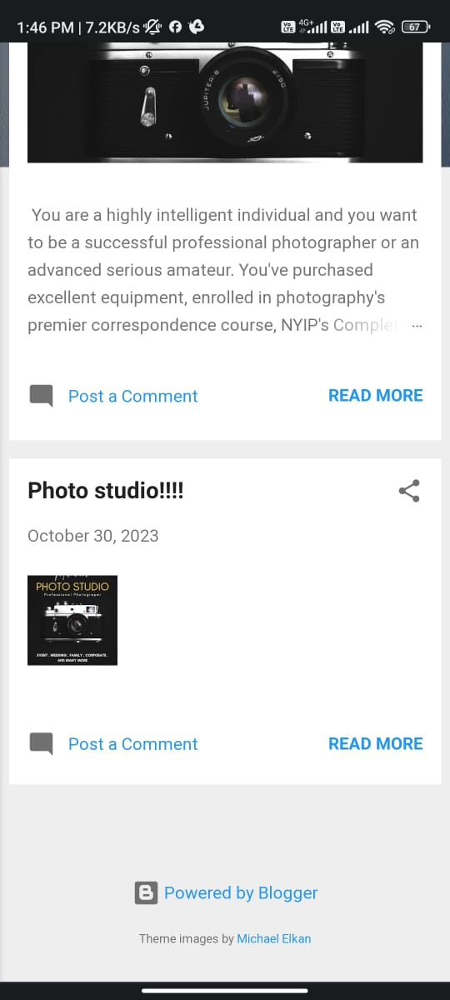 1:46 PM | 7.2KB/s 4G+ 67
JUPITER-8 2/50
You are a highly intelligent individual and you want
to be a successful professional photographer or an
advanced serious amateur. You've purchased
excellent equipment, enrolled in photography's
premier correspondence course, NYIP's Complet ...
Post a Comment READ MORE
Photo studio!!!!
October 30, 2023
PHOTO STUDIO
Professional Photograper
EVENT . WEDDING . FAMILY . CORPORATE .
AND MANY MORE
Post a Comment READ MORE
Powered by Blogger
Theme images by Michael Elkan